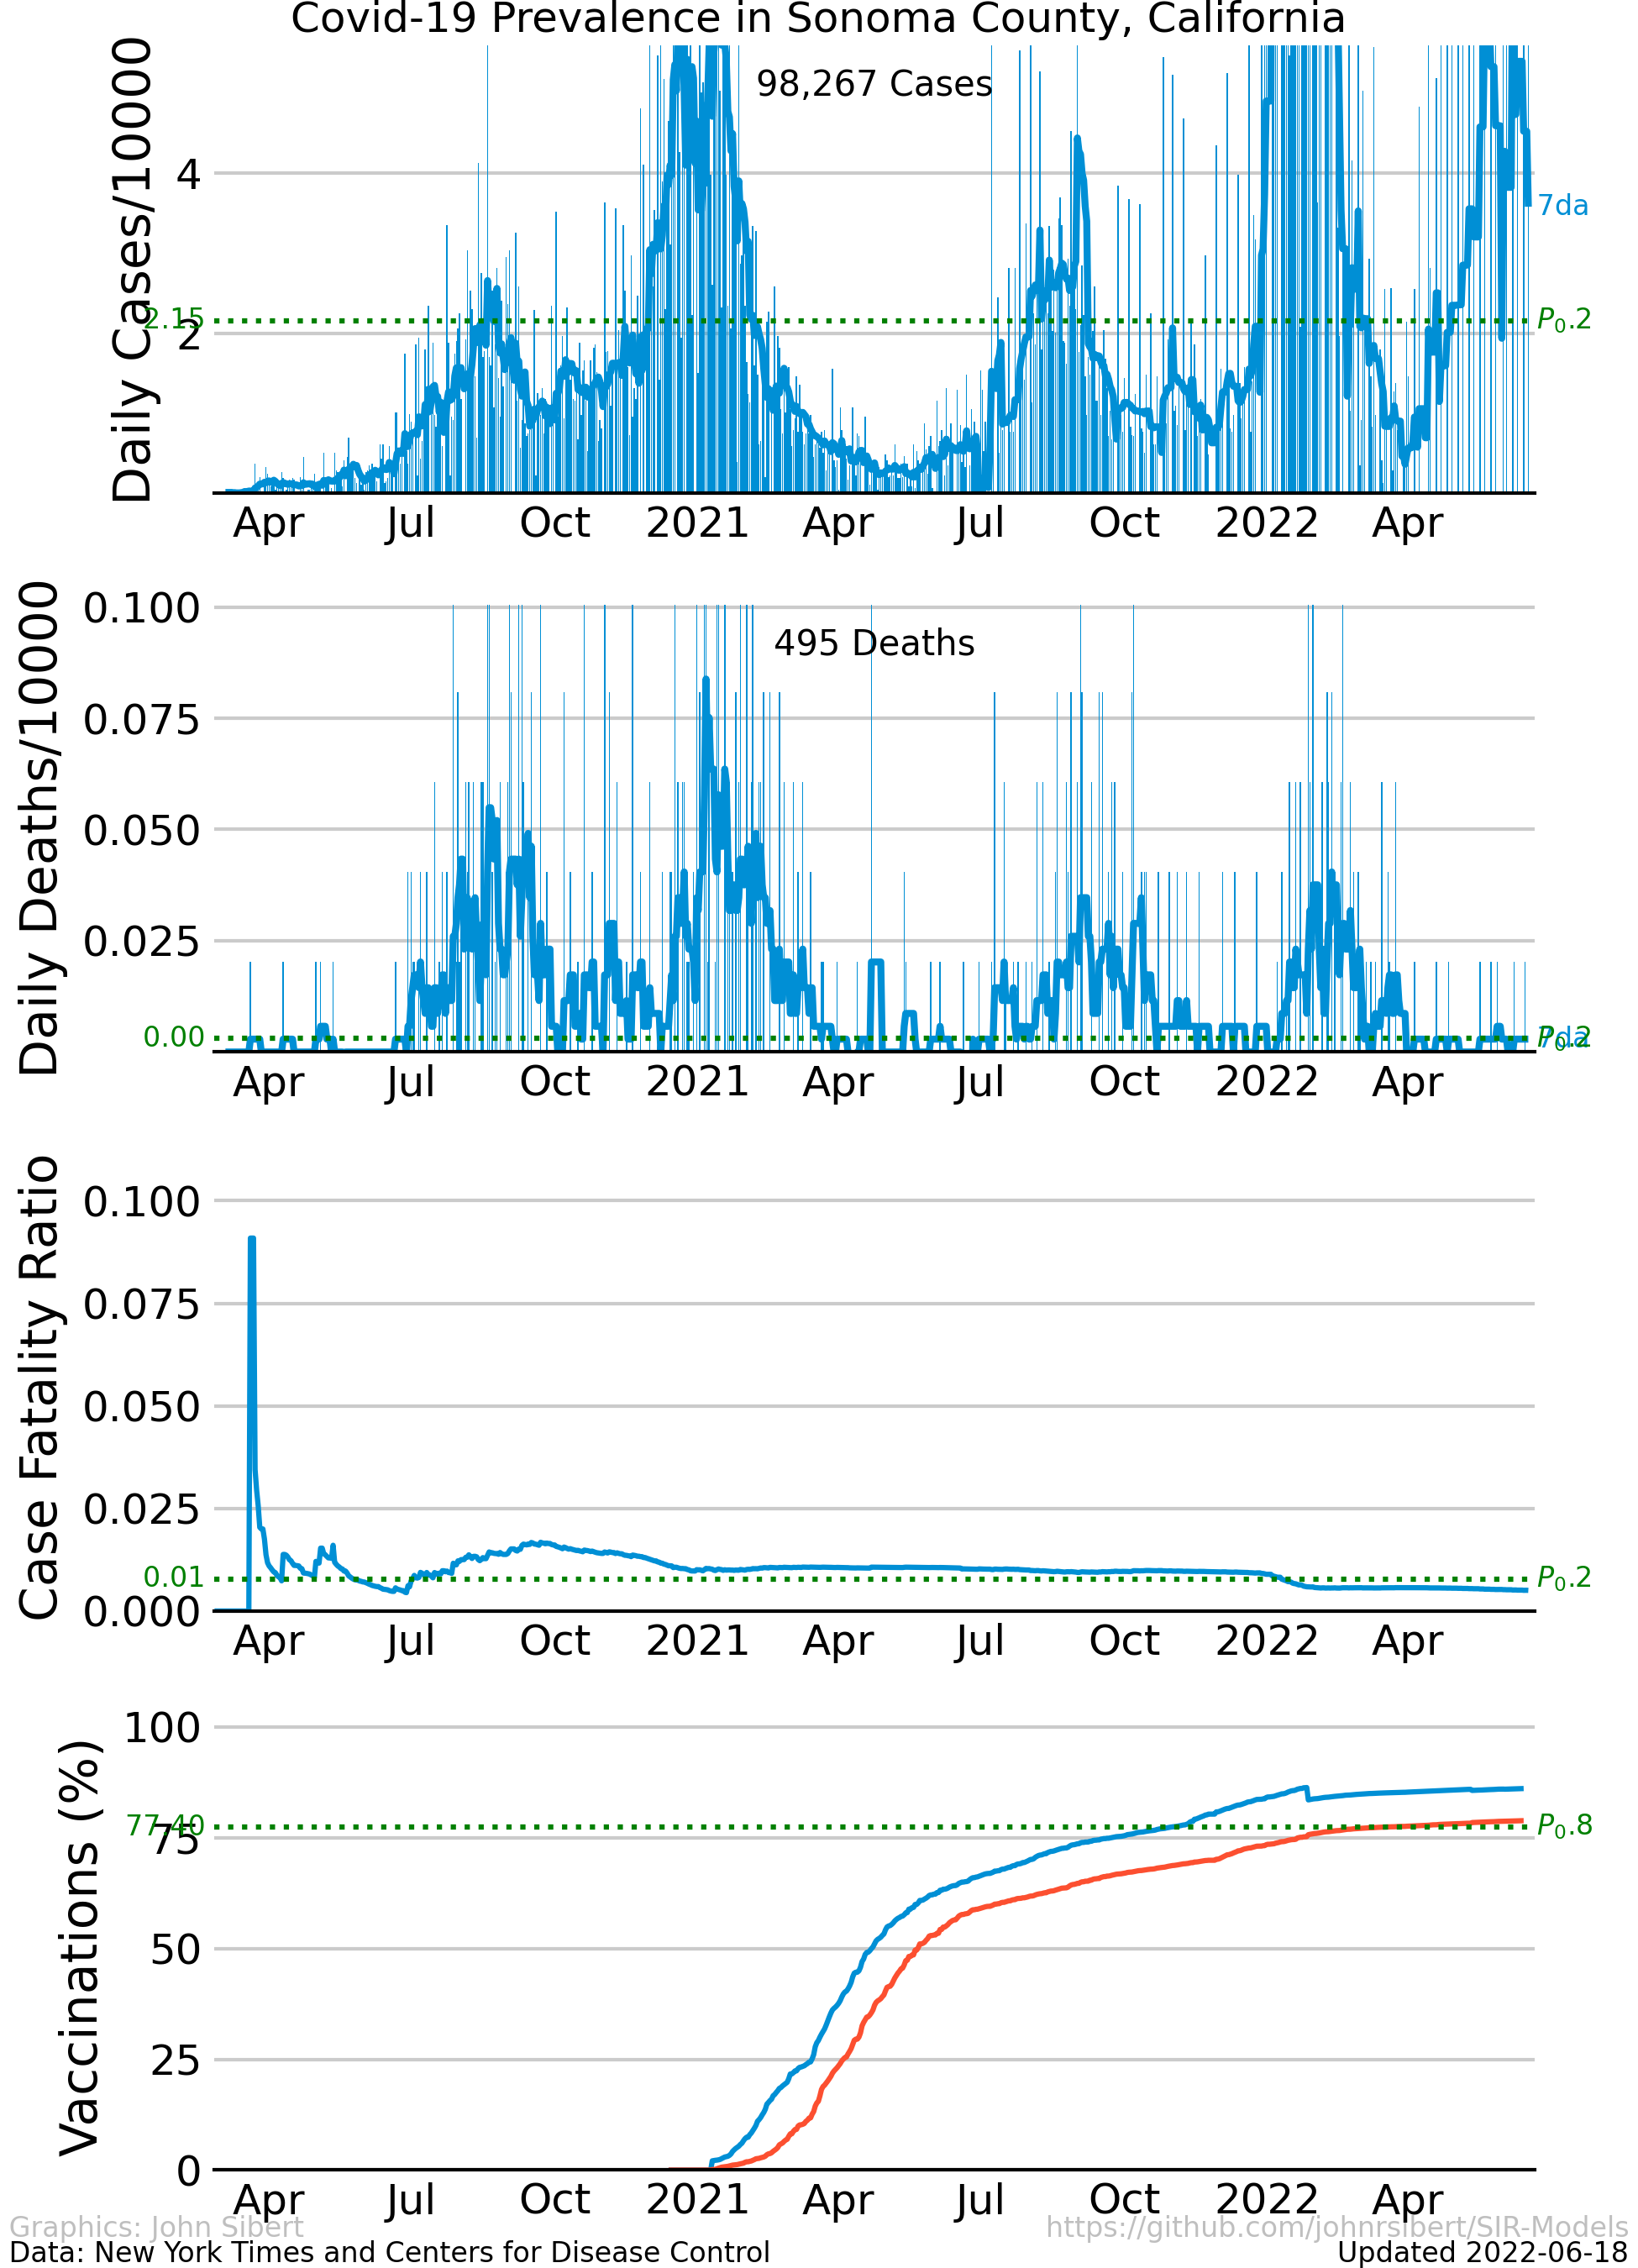 Covid-19 Prevalence in Sonoma County, California
Daily Cases/10000
98,267 Cases
4
7da
2.15
P0.2
2
Apr Jul Oct 2021 Apr Jul Oct 2022 Apr
Daily Deaths/10000
0.100
495 Deaths
0.075
0.050
0.025
0.00
P0.2
7da
Apr Jul Oct 2021 Apr Jul Oct 2022 Apr
Case Fatality Ratio
0.100
0.075
0.050
0.025
0.01
P0.2
0.000
Apr Jul Oct 2021 Apr Jul Oct 2022 Apr
Vaccinations (%)
100
77.40
P0.8
75
50
25
0
Apr Jul Oct 2021 Apr Jul Oct 2022 Apr
Graphics: John Sibert
https://github.com/johnrsibert/SIR-Models
Data: New York Times and Centers for Disease Control
Updated 2022-06-18